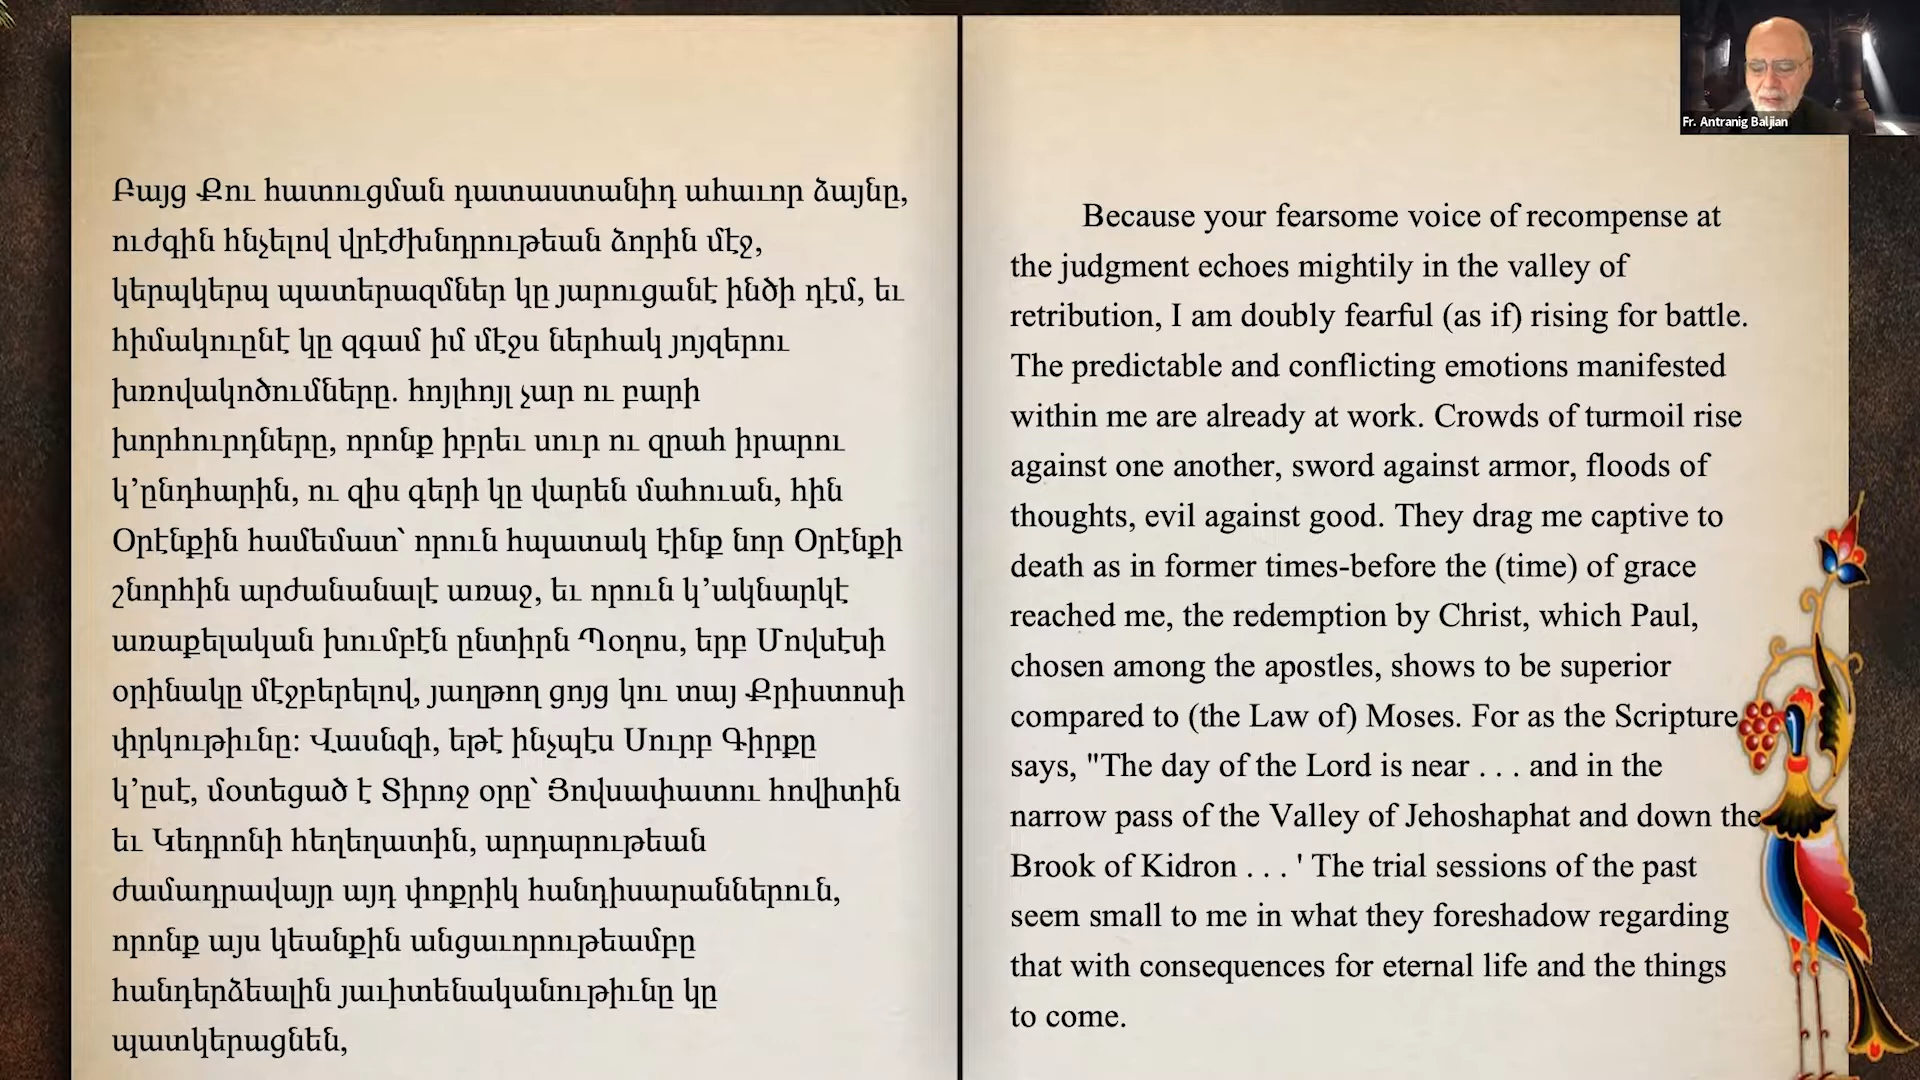 Բայց Քու հատուցման դատաստանիդ ահաւոր ձայնը,
ուժգին հնչելով վրէժխնդրութեան ձորին մէջ,
կերպկերպ պատերազմներ կը յարուցանէ ինծի դէմ, եւ
հիմակուընէ կը զգամ իմ մէջս ներհակ յոյզերու
խռովակոծումները. հոյլհոյլ չար ու բարի
խորհուրդները, որոնք իբրեւ սուր ու զրահ իրարու
կ’ընդհարին, ու զիս գերի կը վարեն մահուան, հին
Օրէնքին համեմատ՝ որուն հպատակ էինք նոր Օրէնքի
շնորհին արժանանալէ առաջ, եւ որուն կ’ակնարկէ
առաքելական խումբէն ընտիրն Պօղոս, երբ Մովսէսի
օրինակը մէջբերելով, յաղթող ցոյց կու տայ Քրիստոսի
փրկութիւնը։ Վասնզի, եթէ ինչպէս Սուրբ Գիրքը
կ’ըսէ, մօտեցած է Տիրոջ օրը՝ Յովսափատու հովիտին
եւ Կեդրոնի հեղեղատին, արդարութեան
ժամադրավայր այդ փոքրիկ հանդիսարաններուն,
որոնք այս կեանքին անցաւորութեամբը
հանդերձեալին յաւիտենականութիւնը կը
պատկերացնեն,
Because your fearsome voice of recompense at
the judgment echoes mightily in the valley of
retribution, I am doubly fearful (as if) rising for battle.
The predictable and conflicting emotions manifested
within me are already at work. Crowds of turmoil rise
against one another, sword against armor, floods of
thoughts, evil against good. They drag me captive to
death as in former times-before the (time) of grace
reached me, the redemption by Christ, which Paul,
chosen among the apostles, shows to be superior
compared to (the Law of) Moses. For as the Scripture
says, "The day of the Lord is near . . . and in the
narrow pass of the Valley of Jehoshaphat and down the
Brook of Kidron . . . ' The trial sessions of the past
seem small to me in what they foreshadow regarding
that with consequences for eternal life and the things
to come.
Fr. Antranig Baljian